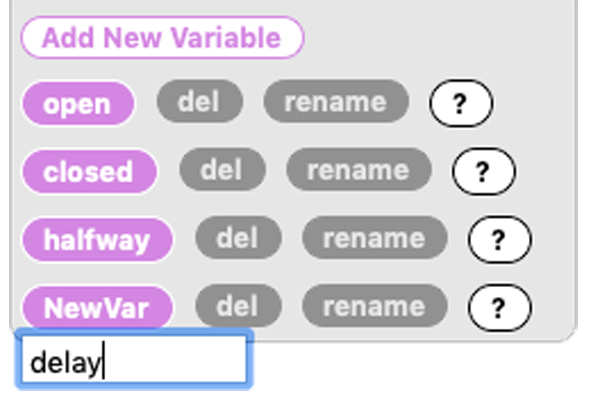 Add New Variable
open del rename ?
closed del rename ?
halfway del rename ?
NewVar del rename ?
delay